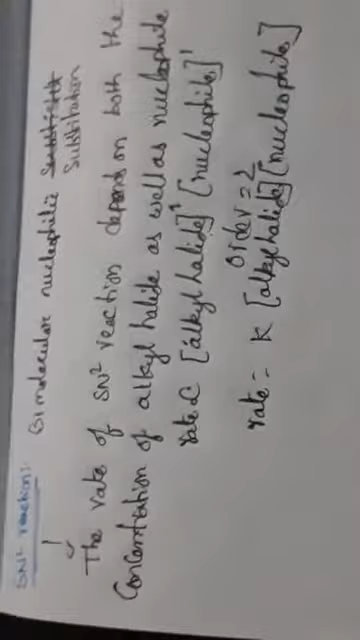 SN² reaction: Bimolecular nucleophilic
Substitution
The rate of SN² reaction depends on both the
Concentration of alkyl halide as well as nucleophile
rate ∝ [alkyl halide]¹ [nucleophile]¹
Order = 2
rate = K [alkyl halide] [nucleophile]